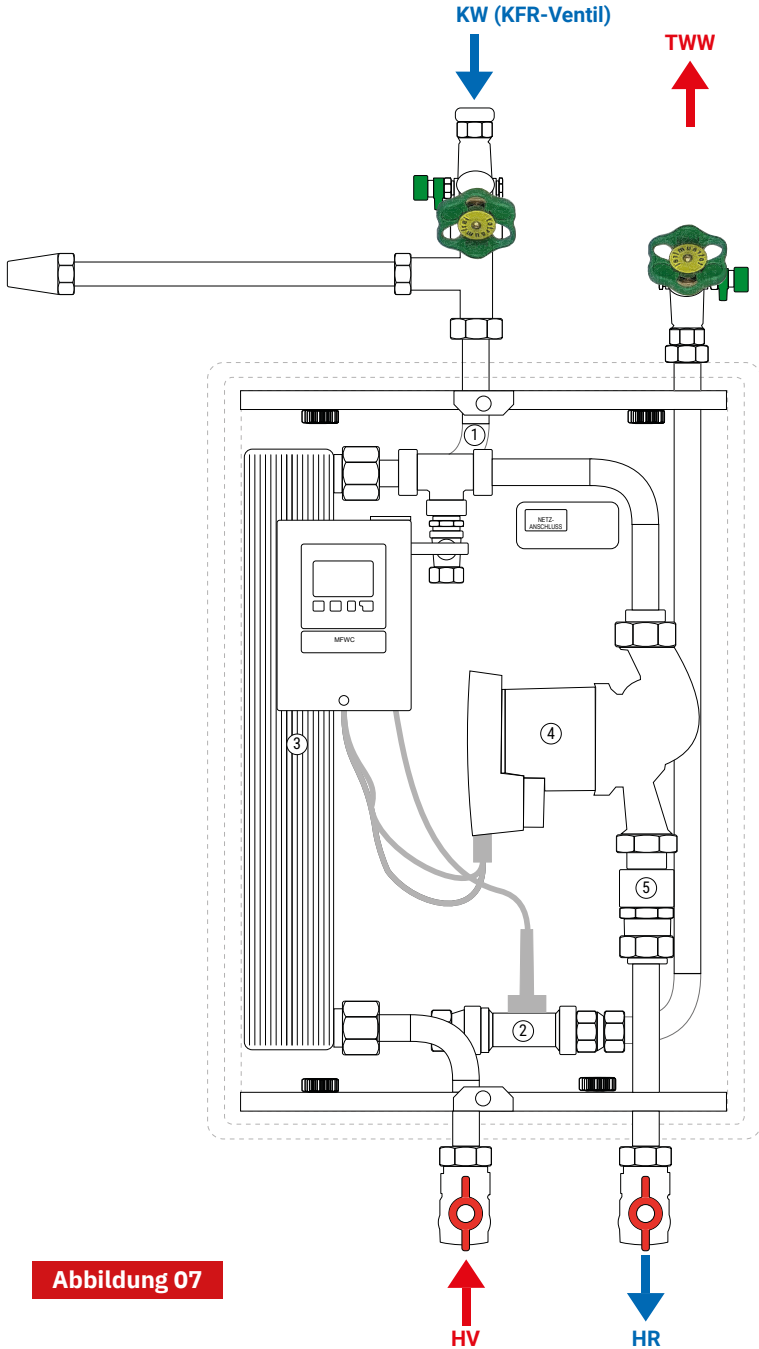 KW (KFR-Ventil)
TWW
1
NETZ-
ANSCHLUSS
MFWC
3
4
5
2
Abbildung 07
HV
HR